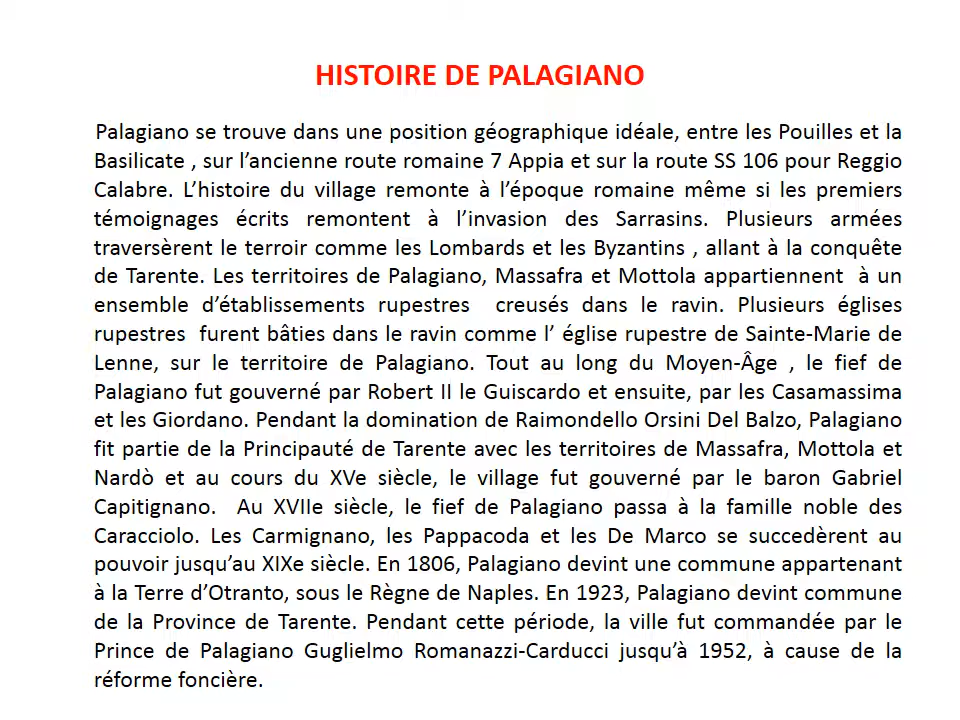 HISTOIRE DE PALAGIANO
Palagiano se trouve dans une position géographique idéale, entre les Pouilles et la
Basilicate , sur l’ancienne route romaine 7 Appia et sur la route SS 106 pour Reggio
Calabre. L’histoire du village remonte à l’époque romaine même si les premiers
témoignages écrits remontent à l’invasion des Sarrasins. Plusieurs armées
traversèrent le terroir comme les Lombards et les Byzantins , allant à la conquête
de Tarente. Les territoires de Palagiano, Massafra et Mottola appartiennent  à un
ensemble d’établissements rupestres  creusés dans le ravin. Plusieurs églises
rupestres  furent bâties dans le ravin comme l’ église rupestre de Sainte-Marie de
Lenne, sur le territoire de Palagiano. Tout au long du Moyen-Âge , le fief de
Palagiano fut gouverné par Robert II le Guiscardo et ensuite, par les Casamassima
et les Giordano. Pendant la domination de Raimondello Orsini Del Balzo, Palagiano
fit partie de la Principauté de Tarente avec les territoires de Massafra, Mottola et
Nardò et au cours du XVe siècle, le village fut gouverné par le baron Gabriel
Capitignano.  Au XVIIe siècle, le fief de Palagiano passa à la famille noble des
Caracciolo. Les Carmignano, les Pappacoda et les De Marco se succedèrent au
pouvoir jusqu’au XIXe siècle. En 1806, Palagiano devint une commune appartenant
à la Terre d’Otranto, sous le Règne de Naples. En 1923, Palagiano devint commune
de la Province de Tarente. Pendant cette période, la ville fut commandée par le
Prince de Palagiano Guglielmo Romanazzi-Carducci jusqu’à 1952, à cause de la
réforme foncière.